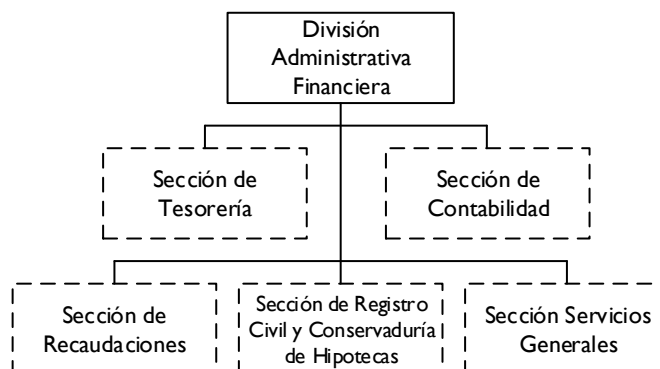 División
Administrativa
Financiera
Sección de
Tesorería
Sección de
Contabilidad
Sección de
Recaudaciones
Sección de Registro
Civil y Conservaduría
de Hipotecas
Sección Servicios
Generales